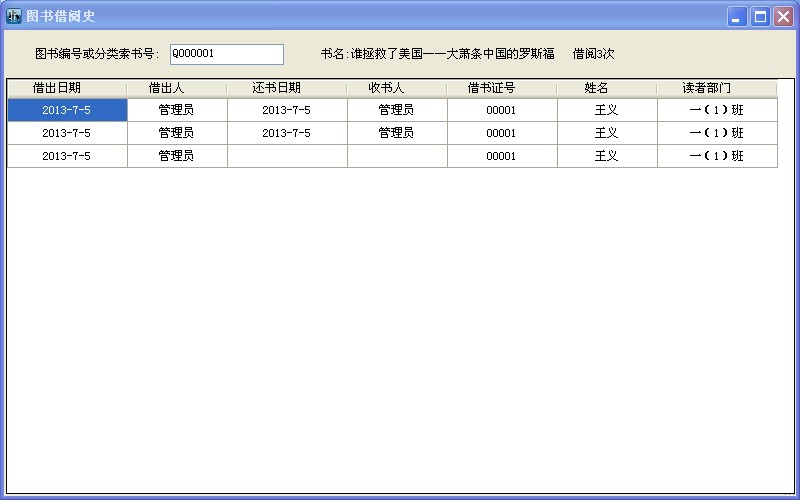 图书借阅史
图书编号或分类索书号: Q000001 书名:谁拯救了美国一一大萧条中国的罗斯福 借阅3次
借出日期 借出人 还书日期 收书人 借书证号 姓名 读者部门
2013-7-5 管理员 2013-7-5 管理员 00001 王义 一(1)班
2013-7-5 管理员 2013-7-5 管理员 00001 王义 一(1)班
2013-7-5 管理员 00001 王义 一(1)班